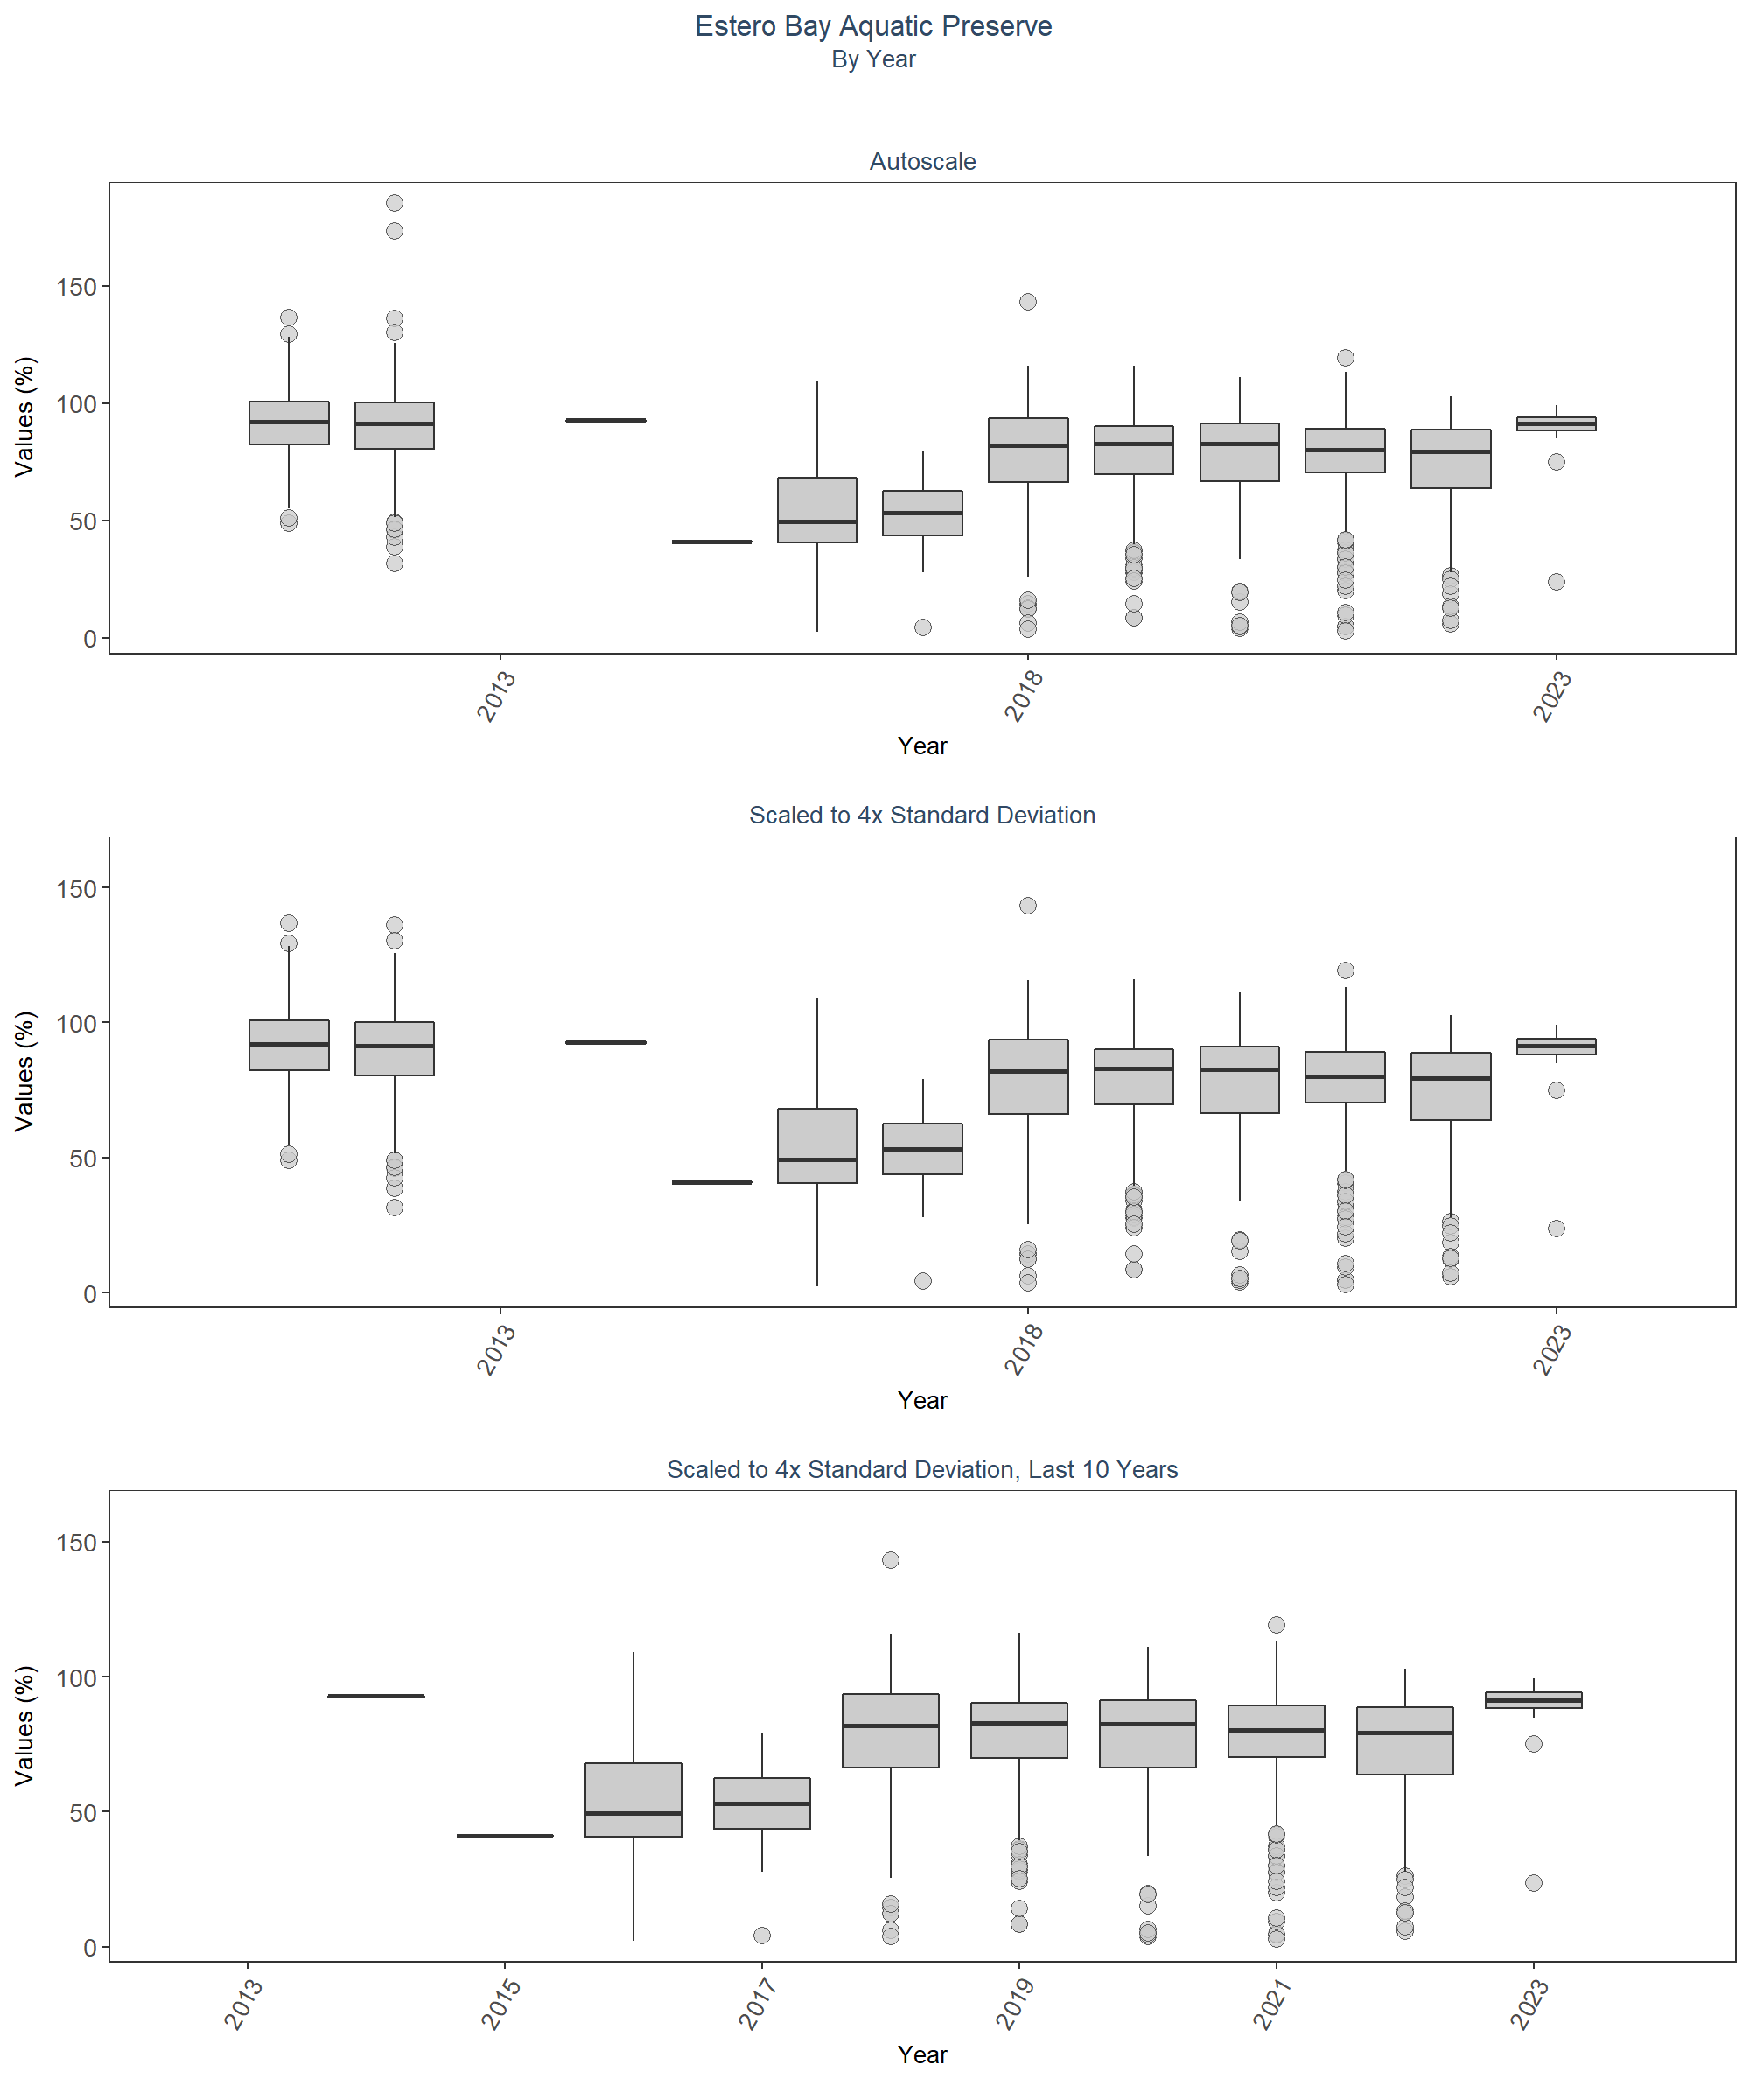 Estero Bay Aquatic Preserve
By Year
Autoscale
Values (%)
150
100
50
0
2013 2018 2023
Year
Scaled to 4x Standard Deviation
Values (%)
150
100
50
0
2013 2018 2023
Year
Scaled to 4x Standard Deviation, Last 10 Years
Values (%)
150
100
50
0
2013 2015 2017 2019 2021 2023
Year